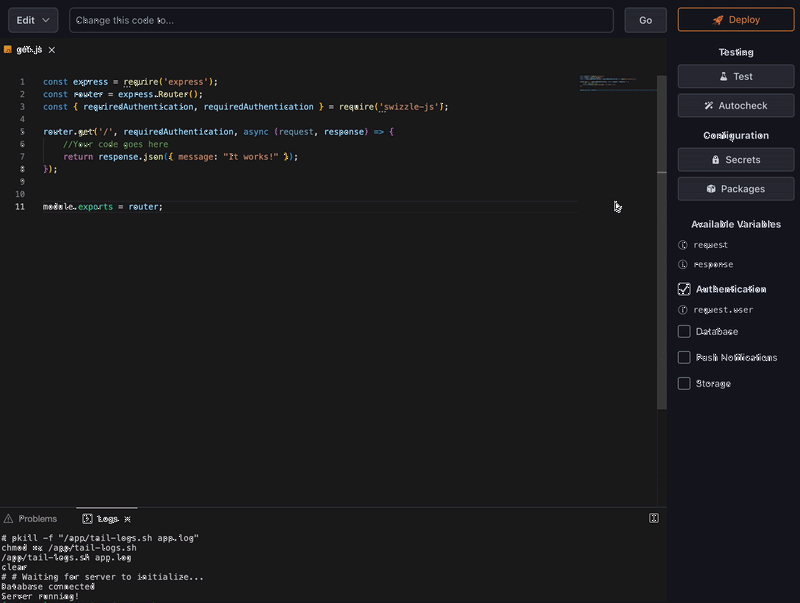 Edit
Change this code to...
Go
Deploy
get.js
Testing
Test
Autocheck
Configuration
Secrets
Packages
Available Variables
request
response
Authentication
request.user
Database
Push Notifications
Storage
1 const express = require('express');
2 const router = express.Router();
3 const { requiredAuthentication, requiredAuthentication } = require('swizzle-js');
4
5 router.get('/', requiredAuthentication, async (request, response) => {
6 //Your code goes here
7 return response.json({ message: "It works!" });
8 });
9
10
11 module.exports = router;
Problems
Logs
# pkill -f "/app/tail-logs.sh app.log"
chmod +x /app/tail-logs.sh
/app/tail-logs.sh app.log
clear
# # Waiting for server to initialize...
Database connected
Server running!